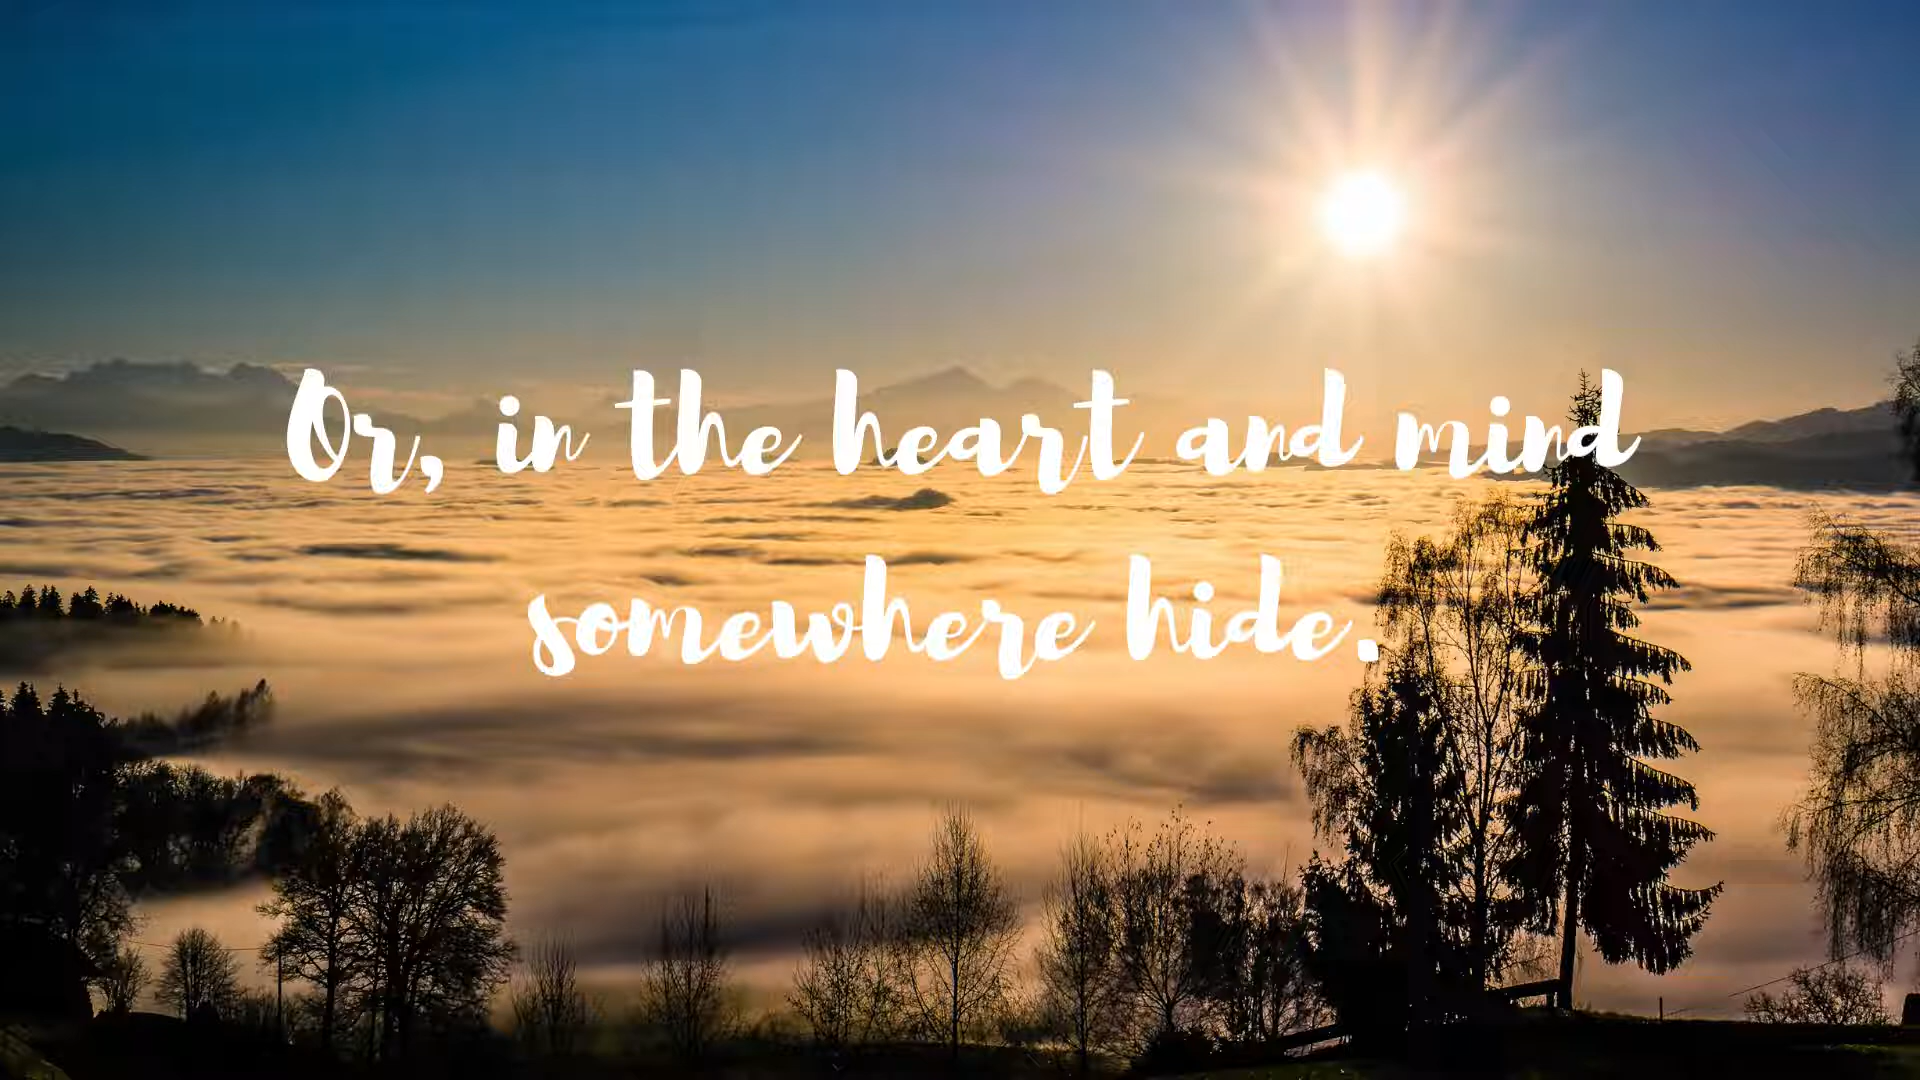 Or, in the heart and mind
somewhere hide.